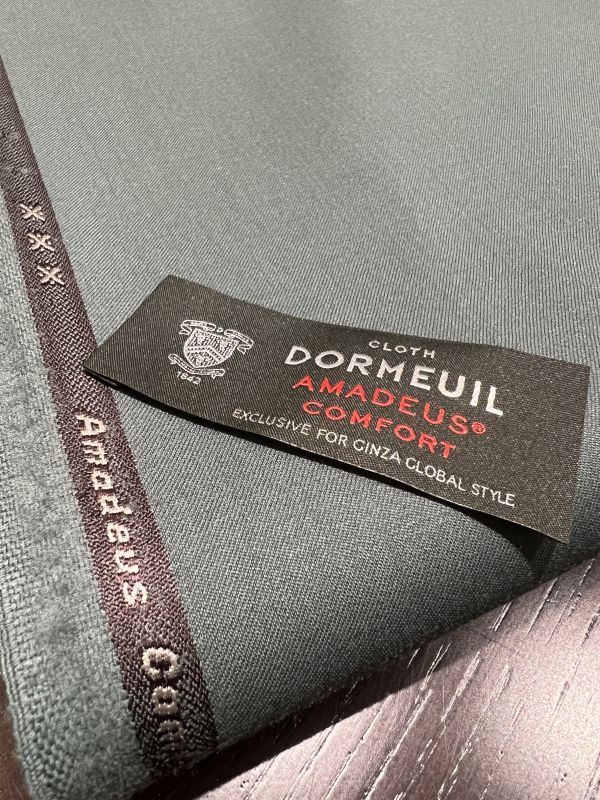 CLOTH
DORMEUIL
AMADEUS®
COMFORT
EXCLUSIVE FOR GINZA GLOBAL STYLE
1842
××× Amadeus Com